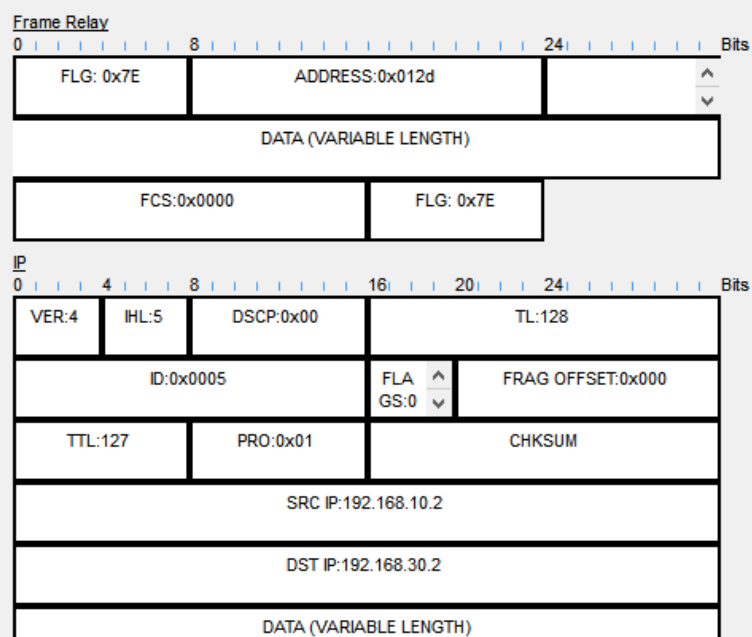 Frame Relay
0 8 24 Bits
FLG: 0x7E ADDRESS:0x012d
DATA (VARIABLE LENGTH)
FCS:0x0000 FLG: 0x7E
IP
0 4 8 16 20 24 Bits
VER:4 IHL:5 DSCP:0x00 TL:128
ID:0x0005 FLA
GS:0 FRAG OFFSET:0x000
TTL:127 PRO:0x01 CHKSUM
SRC IP:192.168.10.2
DST IP:192.168.30.2
DATA (VARIABLE LENGTH)